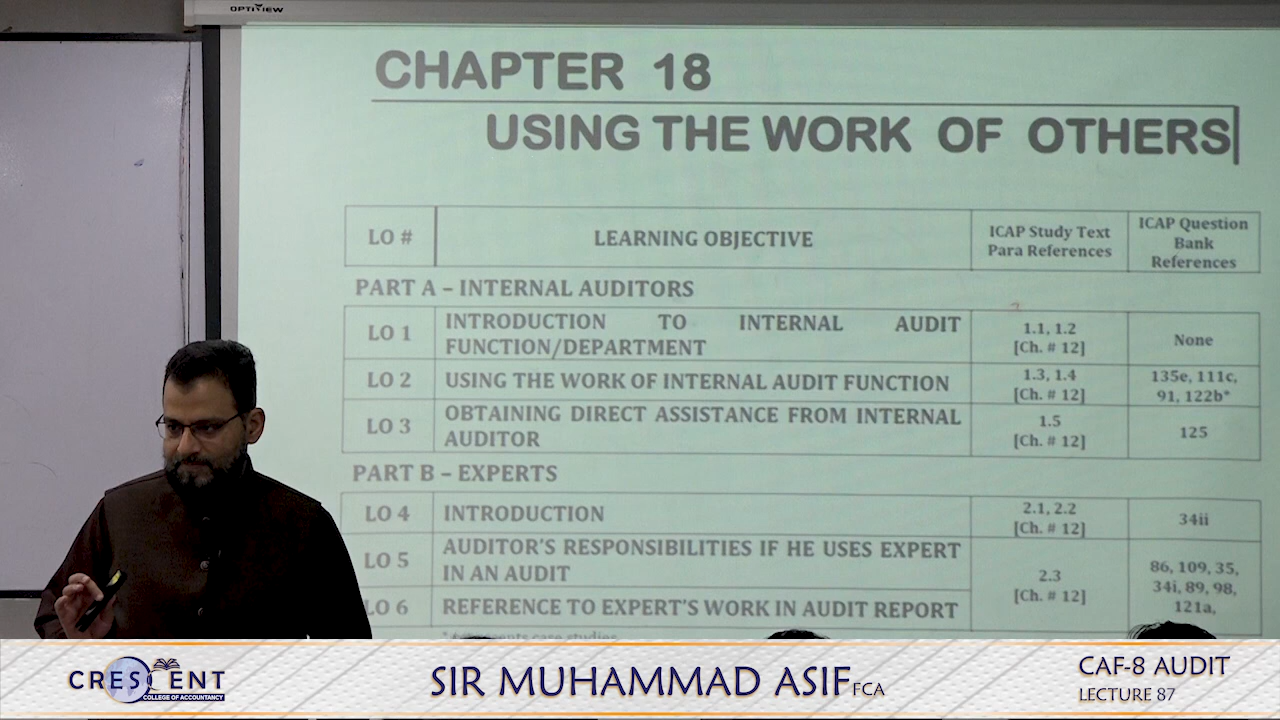 OPTIVIEW
CHAPTER 18
USING THE WORK OF OTHERS
LO # LEARNING OBJECTIVE ICAP Study Text Para References ICAP Question Bank References
PART A – INTERNAL AUDITORS
LO 1 INTRODUCTION TO INTERNAL AUDIT FUNCTION/DEPARTMENT 1.1, 1.2 [Ch. # 12] None
LO 2 USING THE WORK OF INTERNAL AUDIT FUNCTION 1.3, 1.4 [Ch. # 12] 135e, 111c, 91, 122b*
LO 3 OBTAINING DIRECT ASSISTANCE FROM INTERNAL AUDITOR 1.5 [Ch. # 12] 125
PART B – EXPERTS
LO 4 INTRODUCTION 2.1, 2.2 [Ch. # 12] 34ii
LO 5 AUDITOR'S RESPONSIBILITIES IF HE USES EXPERT IN AN AUDIT 2.3 [Ch. # 12] 86, 109, 35, 34i, 89, 98, 121a,
LO 6 REFERENCE TO EXPERT'S WORK IN AUDIT REPORT
case studies
CRESCENT
COLLEGE OF ACCOUNTANCY
SIR MUHAMMAD ASIF FCA
CAF-8 AUDIT
LECTURE 87